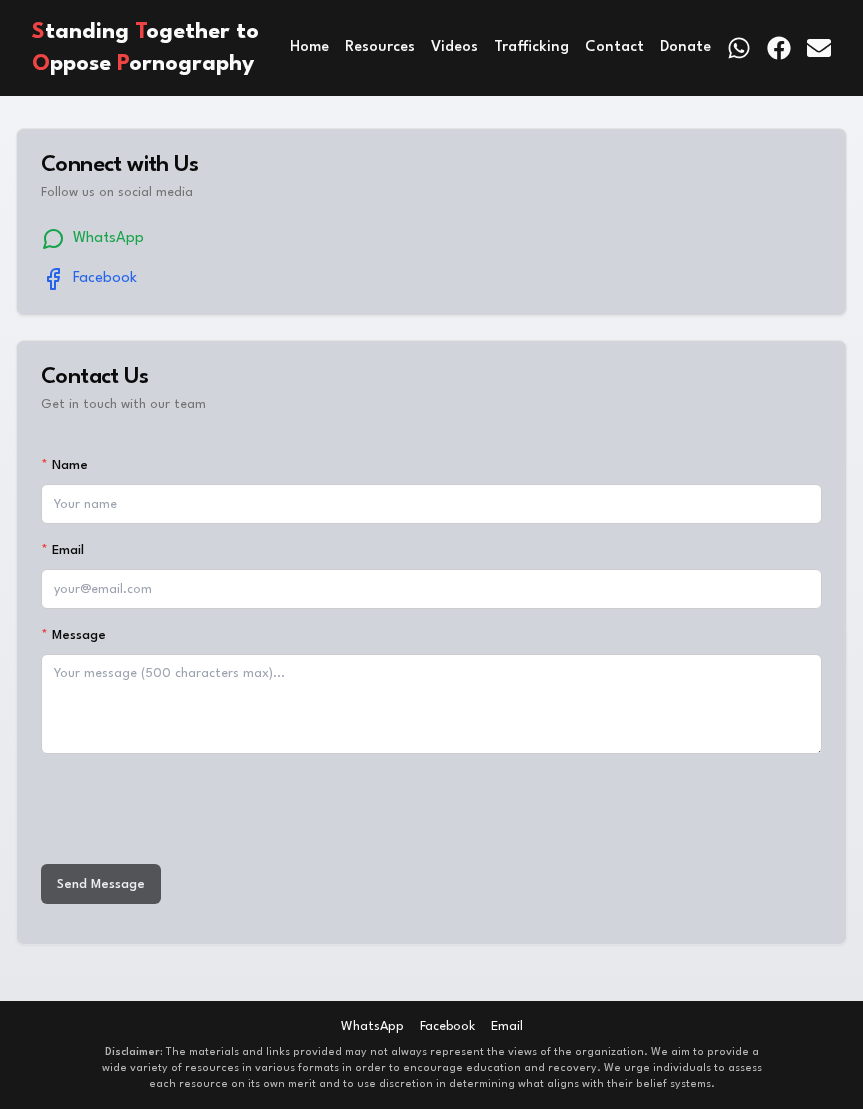 Standing Together to
Oppose Pornography
Home Resources Videos Trafficking Contact Donate
Connect with Us
Follow us on social media
WhatsApp
Facebook
Contact Us
Get in touch with our team
* Name
Your name
* Email
your@email.com
* Message
Your message (500 characters max)...
Send Message
WhatsApp Facebook Email
Disclaimer: The materials and links provided may not always represent the views of the organization. We aim to provide a
wide variety of resources in various formats in order to encourage education and recovery. We urge individuals to assess
each resource on its own merit and to use discretion in determining what aligns with their belief systems.